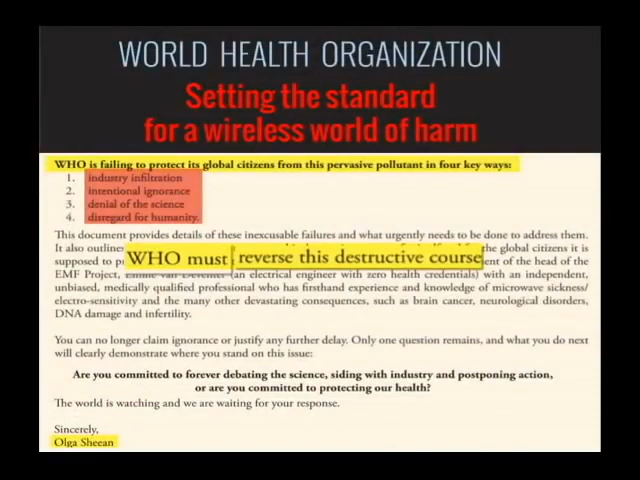 WORLD HEALTH ORGANIZATION
Setting the standard
for a wireless world of harm
WHO is failing to protect its global citizens from this pervasive pollutant in four key ways:
1. industry infiltration
2. intentional ignorance
3. denial of the science
4. disregard for humanity.
This document provides details of these inexcusable failures and what urgently needs to be done to address them.
It also outlines the global citizens it is
WHO must reverse this destructive course
supposed to p ent of the head of the
EMF Project, (an electrical engineer with zero health credentials) with an independent,
unbiased, medically qualified professional who has firsthand experience and knowledge of microwave sickness/
electro-sensitivity and the many other devastating consequences, such as brain cancer, neurological disorders,
DNA damage and infertility.
You can no longer claim ignorance or justify any further delay. Only one question remains, and what you do next
will clearly demonstrate where you stand on this issue:
Are you committed to forever debating the science, siding with industry and postponing action,
or are you committed to protecting our health?
The world is watching and we are waiting for your response.
Sincerely,
Olga Sheean